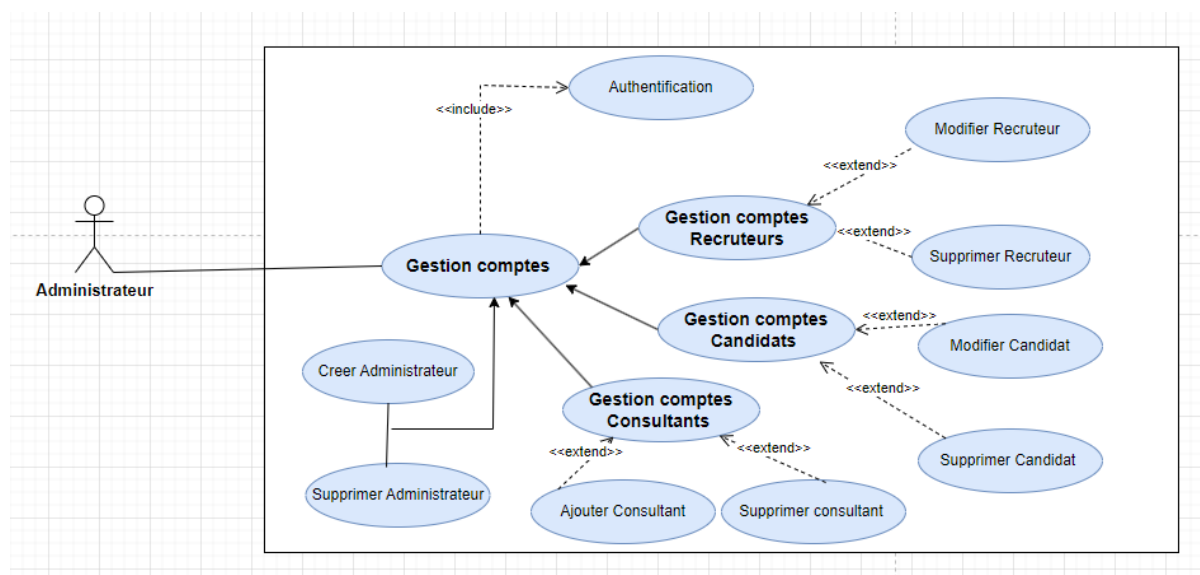 Authentification
<<include>>
Modifier Recruteur
<<extend>>
Gestion comptes
Recruteurs
<<extend>>
Supprimer Recruteur
Gestion comptes
Administrateur
Gestion comptes
Candidats
<<extend>>
Modifier Candidat
Creer Administrateur
<<extend>>
Gestion comptes
Consultants
<<extend>>
<<extend>>
Supprimer Candidat
Supprimer Administrateur
Ajouter Consultant
Supprimer consultant